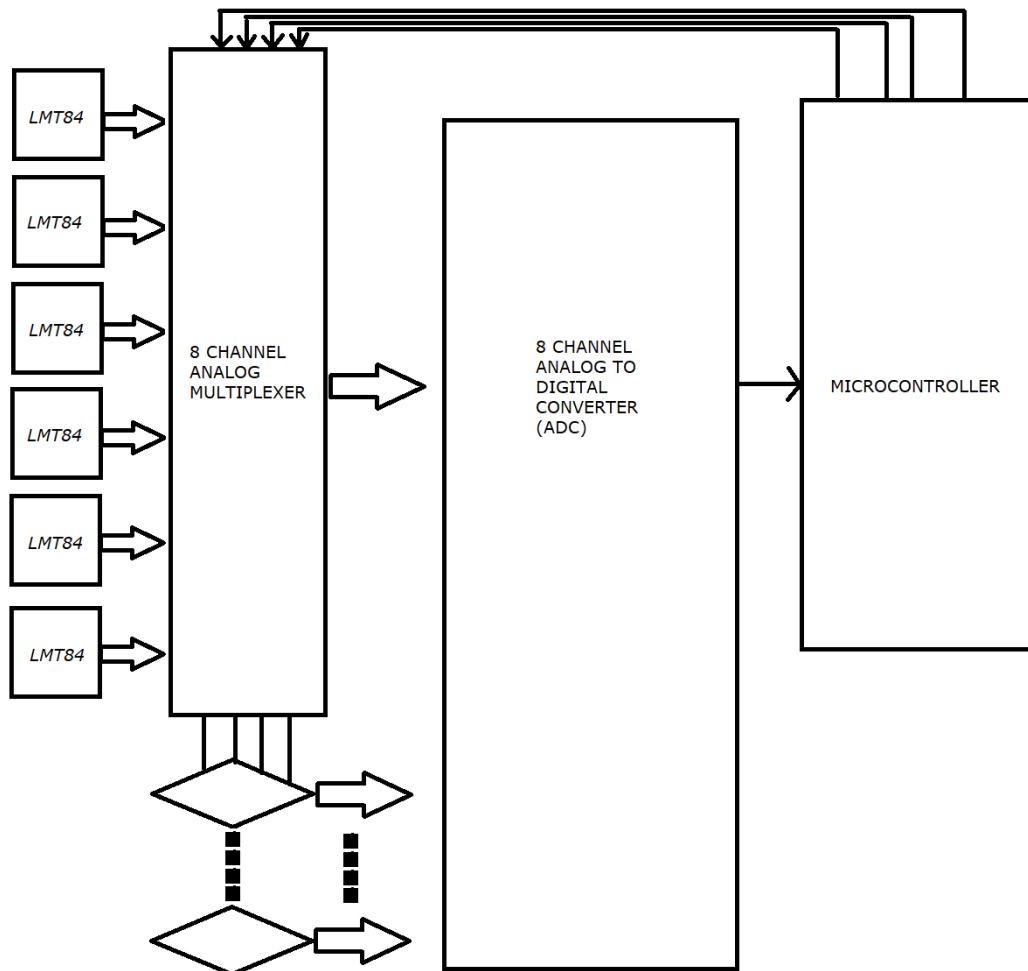 LMT84
LMT84
LMT84
LMT84
LMT84
LMT84
8 CHANNEL
ANALOG
MULTIPLEXER
8 CHANNEL
ANALOG TO
DIGITAL
CONVERTER
(ADC)
MICROCONTROLLER